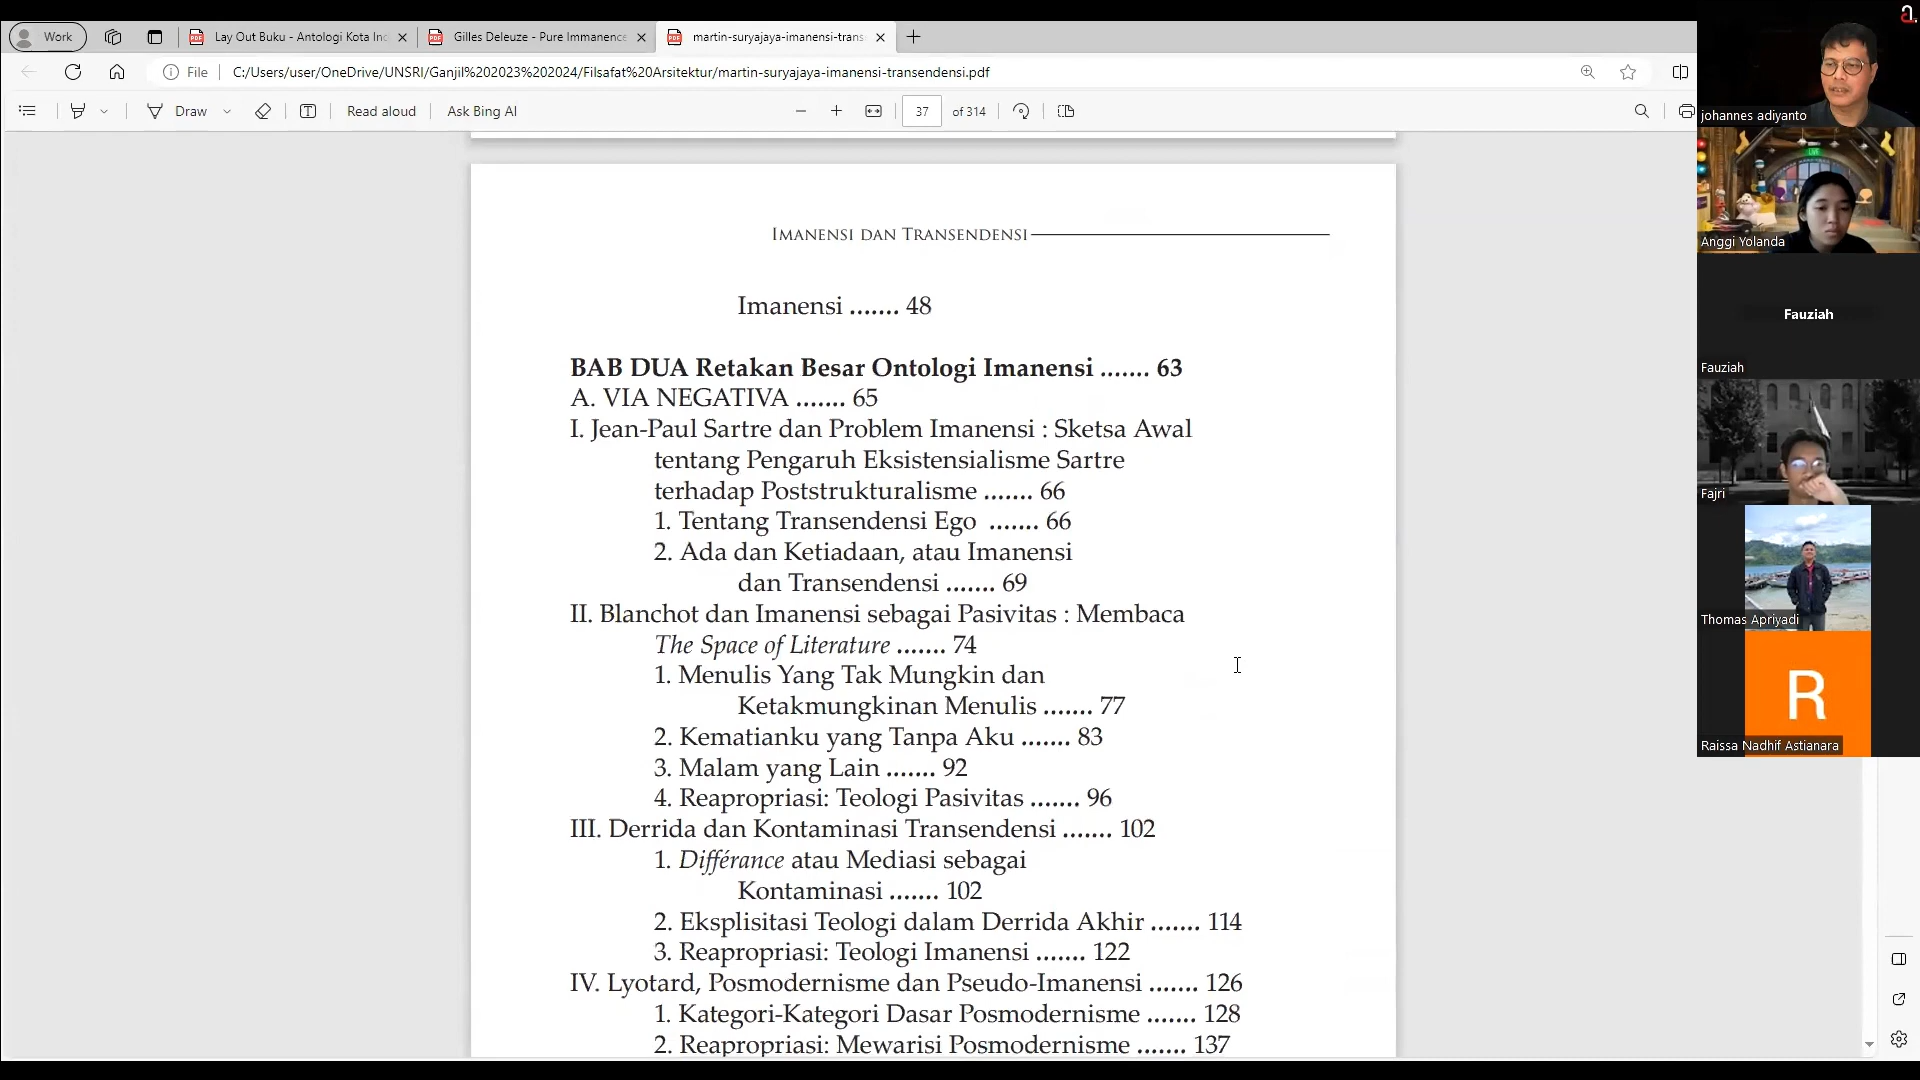 Work
Lay Out Buku - Antologi Kota Inc
Gilles Deleuze - Pure Immanence
martin-suryajaya-imanensi-trans
File
C:/Users/user/OneDrive/UNSRI/Ganjil%202023%202024/Filsafat%20Arsitektur/martin-suryajaya-imanensi-transendensi.pdf
Draw
Read aloud
Ask Bing AI
37 of 314
IMANENSI DAN TRANSENDENSI
Imanensi ....... 48
BAB DUA Retakan Besar Ontologi Imanensi ....... 63
A. VIA NEGATIVA ....... 65
I. Jean-Paul Sartre dan Problem Imanensi : Sketsa Awal
tentang Pengaruh Eksistensialisme Sartre
terhadap Poststrukturalisme ....... 66
1. Tentang Transendensi Ego ....... 66
2. Ada dan Ketiadaan, atau Imanensi
dan Transendensi ....... 69
II. Blanchot dan Imanensi sebagai Pasivitas : Membaca
The Space of Literature ....... 74
1. Menulis Yang Tak Mungkin dan
Ketakmungkinan Menulis ....... 77
2. Kematianku yang Tanpa Aku ....... 83
3. Malam yang Lain ....... 92
4. Reapropriasi: Teologi Pasivitas ....... 96
III. Derrida dan Kontaminasi Transendensi ....... 102
1. Différance atau Mediasi sebagai
Kontaminasi ....... 102
2. Eksplisitasi Teologi dalam Derrida Akhir ....... 114
3. Reapropriasi: Teologi Imanensi ....... 122
IV. Lyotard, Posmodernisme dan Pseudo-Imanensi ....... 126
1. Kategori-Kategori Dasar Posmodernisme ....... 128
2. Reapropriasi: Mewarisi Posmodernisme ....... 137
johannes adiyanto
LIVE
Anggi Yolanda
Fauziah
Fauziah
Fajri
Thomas Apriyadi
R
Raissa Nadhif Astianara